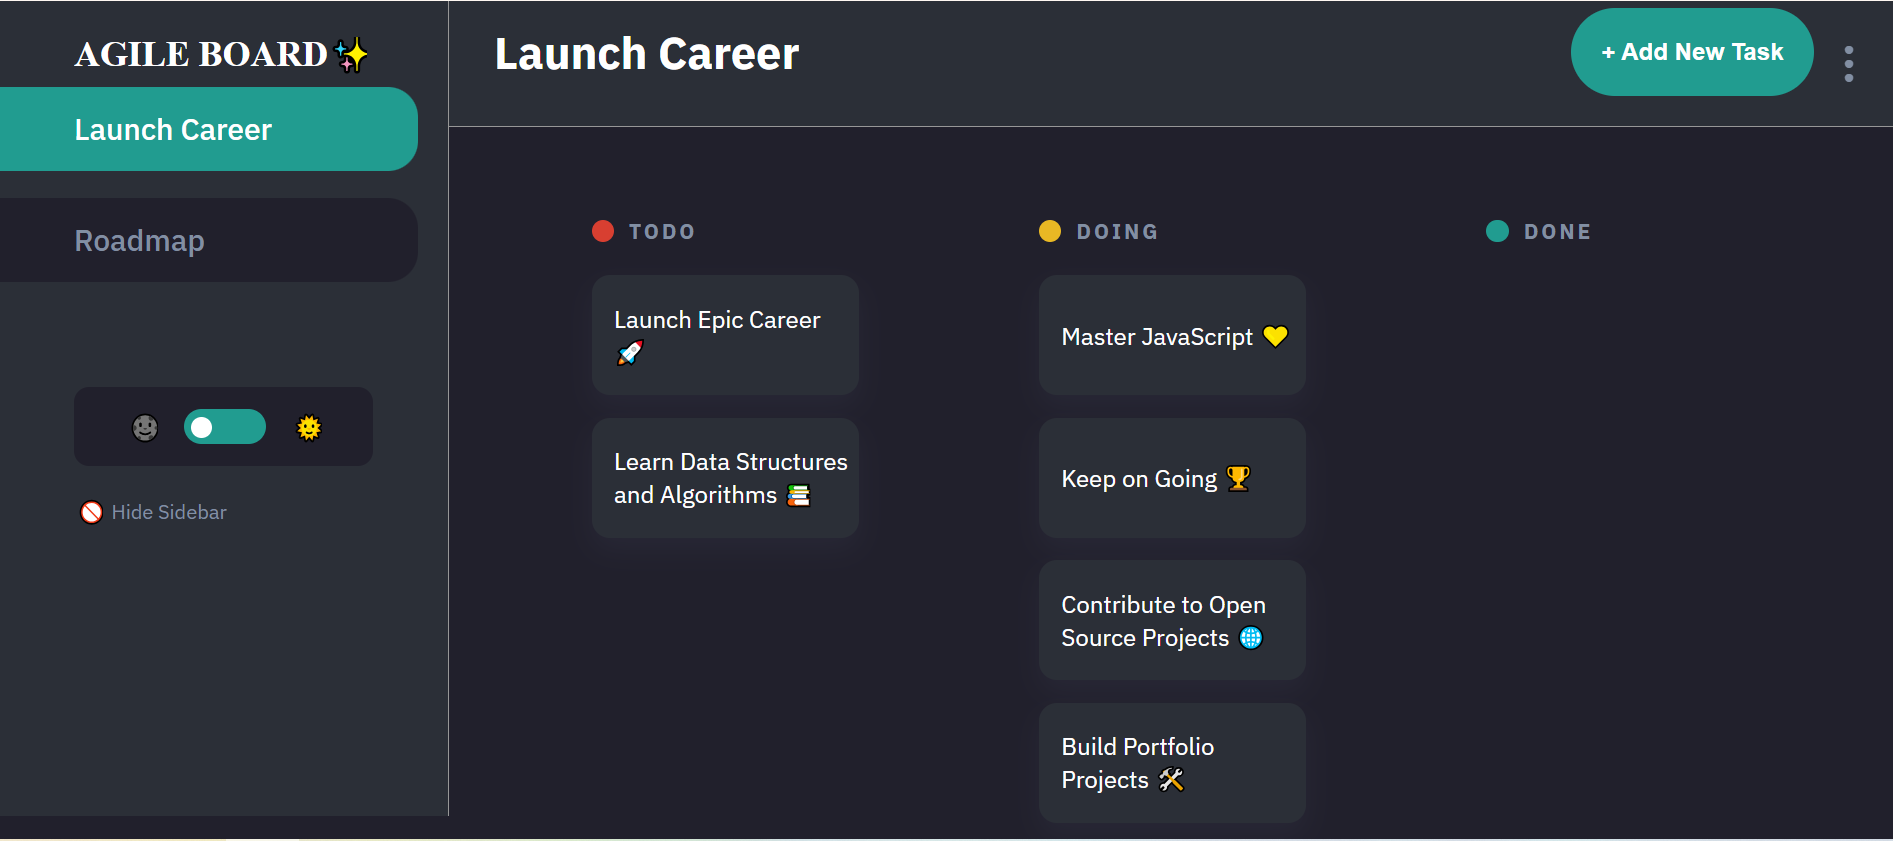 AGILE BOARD✨
Launch Career
Roadmap
Hide Sidebar
Launch Career
+ Add New Task
TODO
Launch Epic Career
🚀
Learn Data Structures
and Algorithms 📚
DOING
Master JavaScript 💛
Keep on Going 🏆
Contribute to Open
Source Projects 🌐
Build Portfolio
Projects 🛠️
DONE